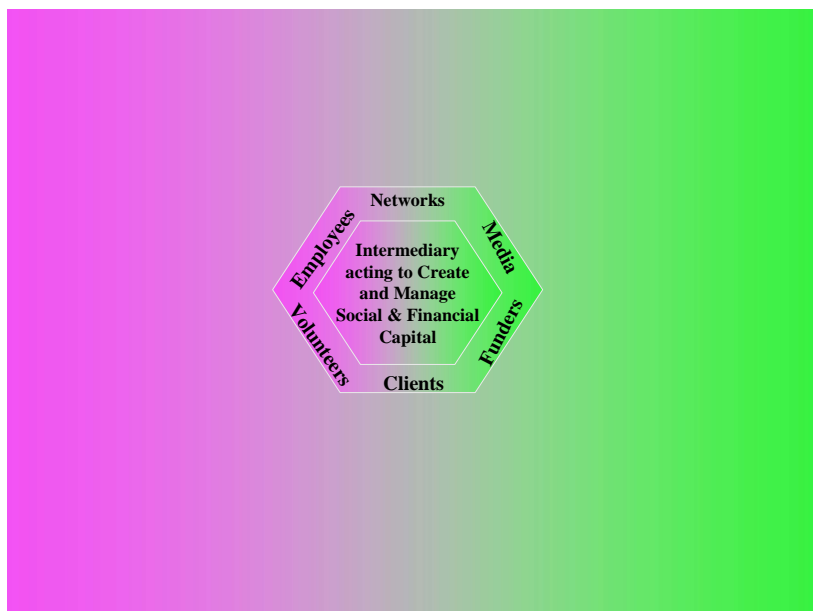 Networks
Employees
Media
Intermediary
acting to Create
and Manage
Social & Financial
Capital
Volunteers
Funders
Clients